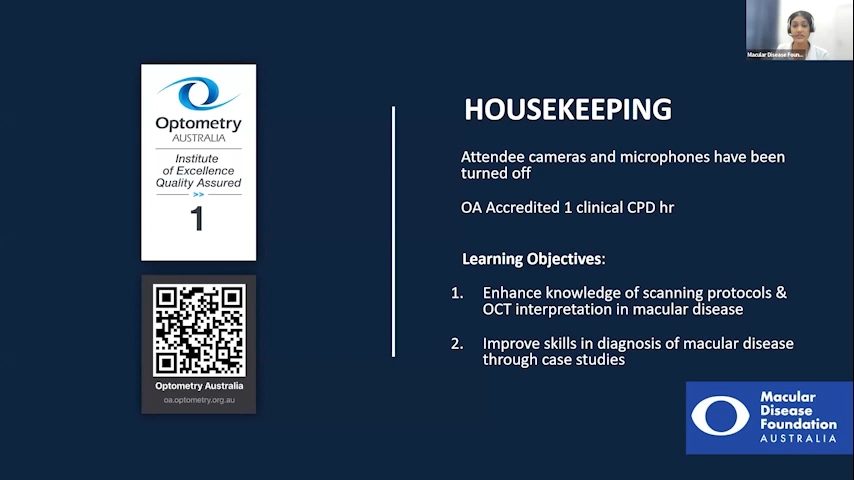 Macular Disease Foun...
Optometry
AUSTRALIA
Institute
of Excellence
Quality Assured
>>
1
Optometry Australia
oa.optometry.org.au
HOUSEKEEPING
Attendee cameras and microphones have been
turned off
OA Accredited 1 clinical CPD hr
Learning Objectives:
1. Enhance knowledge of scanning protocols &
OCT interpretation in macular disease
2. Improve skills in diagnosis of macular disease
through case studies
Macular
Disease
Foundation
AUSTRALIA